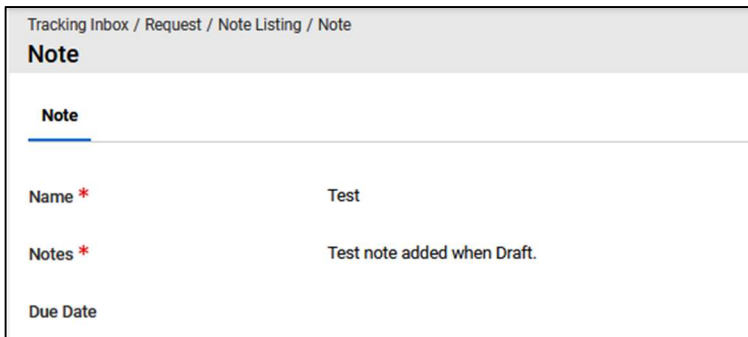 Tracking Inbox / Request / Note Listing / Note
Note
Note
Name * Test
Notes * Test note added when Draft.
Due Date